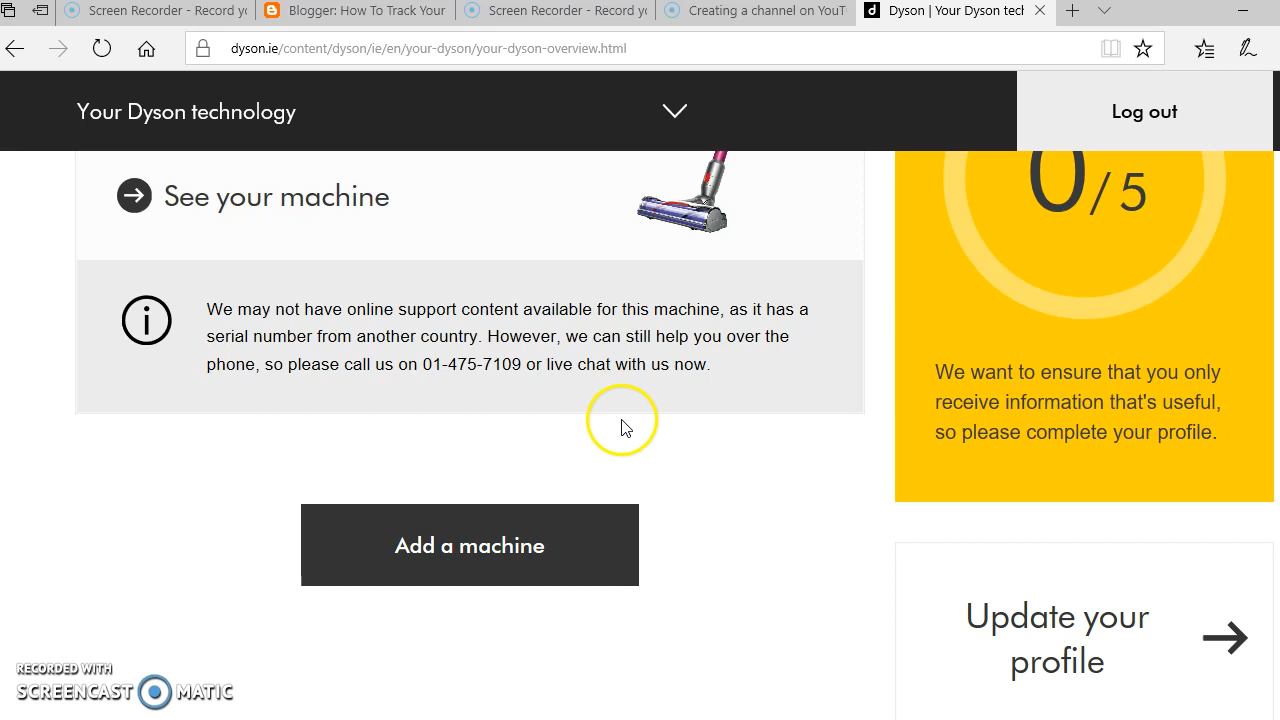 Screen Recorder - Record yo
Blogger: How To Track Your
Screen Recorder - Record yo
Creating a channel on YouT
Dyson | Your Dyson tech
dyson.ie/content/dyson/ie/en/your-dyson/your-dyson-overview.html
Your Dyson technology
Log out
See your machine
We may not have online support content available for this machine, as it has a
serial number from another country. However, we can still help you over the
phone, so please call us on 01-475-7109 or live chat with us now.
Add a machine
0/5
We want to ensure that you only
receive information that's useful,
so please complete your profile.
Update your
profile
RECORDED WITH
SCREENCAST MATIC